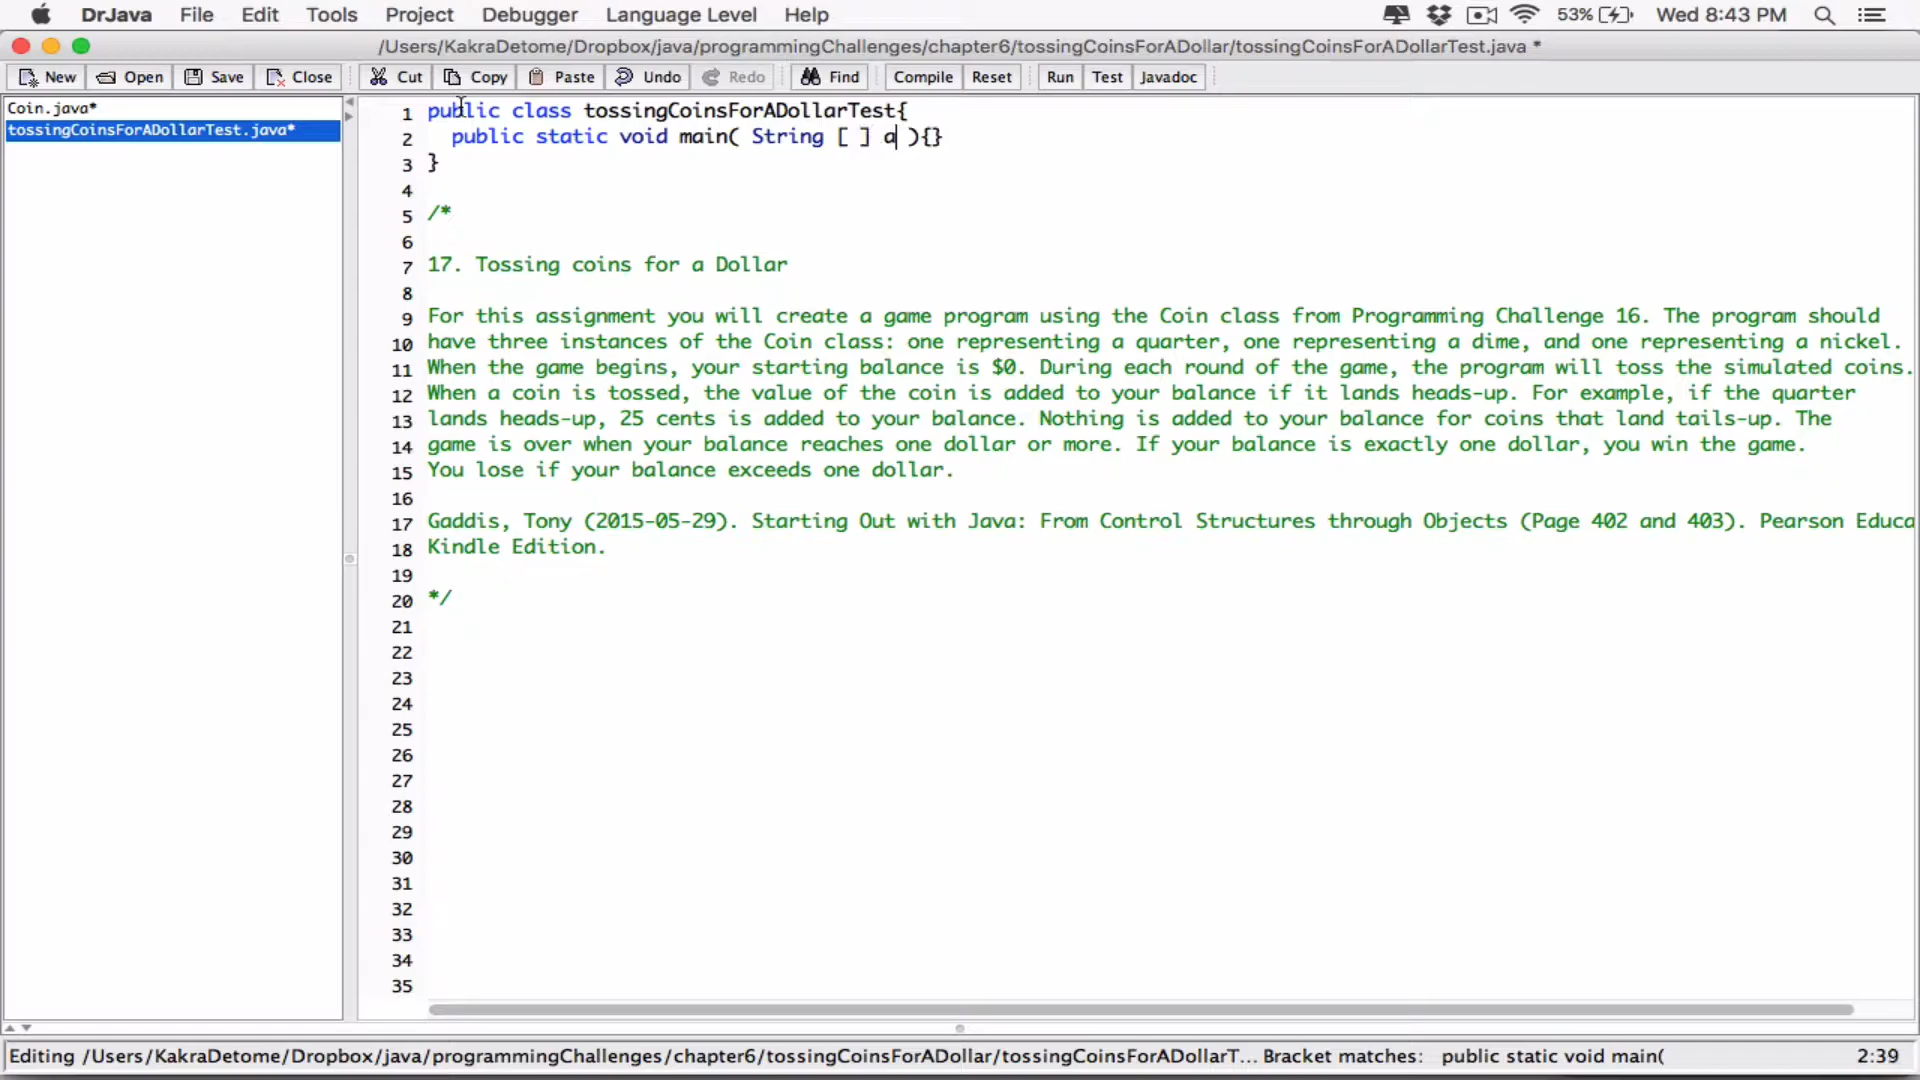 DrJava File Edit Tools Project Debugger Language Level Help 53% Wed 8:43 PM
/Users/KakraDetome/Dropbox/java/programmingChallenges/chapter6/tossingCoinsForADollar/tossingCoinsForADollarTest.java *
New Open Save Close Cut Copy Paste Undo Redo Find Compile Reset Run Test Javadoc
Coin.java*
tossingCoinsForADollarTest.java*
1 public class tossingCoinsForADollarTest{
2 public static void main( String [ ] a ){}
3 }
4
5 /*
6
7 17. Tossing coins for a Dollar
8
9 For this assignment you will create a game program using the Coin class from Programming Challenge 16. The program should
10 have three instances of the Coin class: one representing a quarter, one representing a dime, and one representing a nickel.
11 When the game begins, your starting balance is $0. During each round of the game, the program will toss the simulated coins.
12 When a coin is tossed, the value of the coin is added to your balance if it lands heads-up. For example, if the quarter
13 lands heads-up, 25 cents is added to your balance. Nothing is added to your balance for coins that land tails-up. The
14 game is over when your balance reaches one dollar or more. If your balance is exactly one dollar, you win the game.
15 You lose if your balance exceeds one dollar.
16
17 Gaddis, Tony (2015-05-29). Starting Out with Java: From Control Structures through Objects (Page 402 and 403). Pearson Educa
18 Kindle Edition.
19
20 */
21
22
23
24
25
26
27
28
29
30
31
32
33
34
35
Editing /Users/KakraDetome/Dropbox/java/programmingChallenges/chapter6/tossingCoinsForADollar/tossingCoinsForADollarT... Bracket matches: public static void main( 2:39